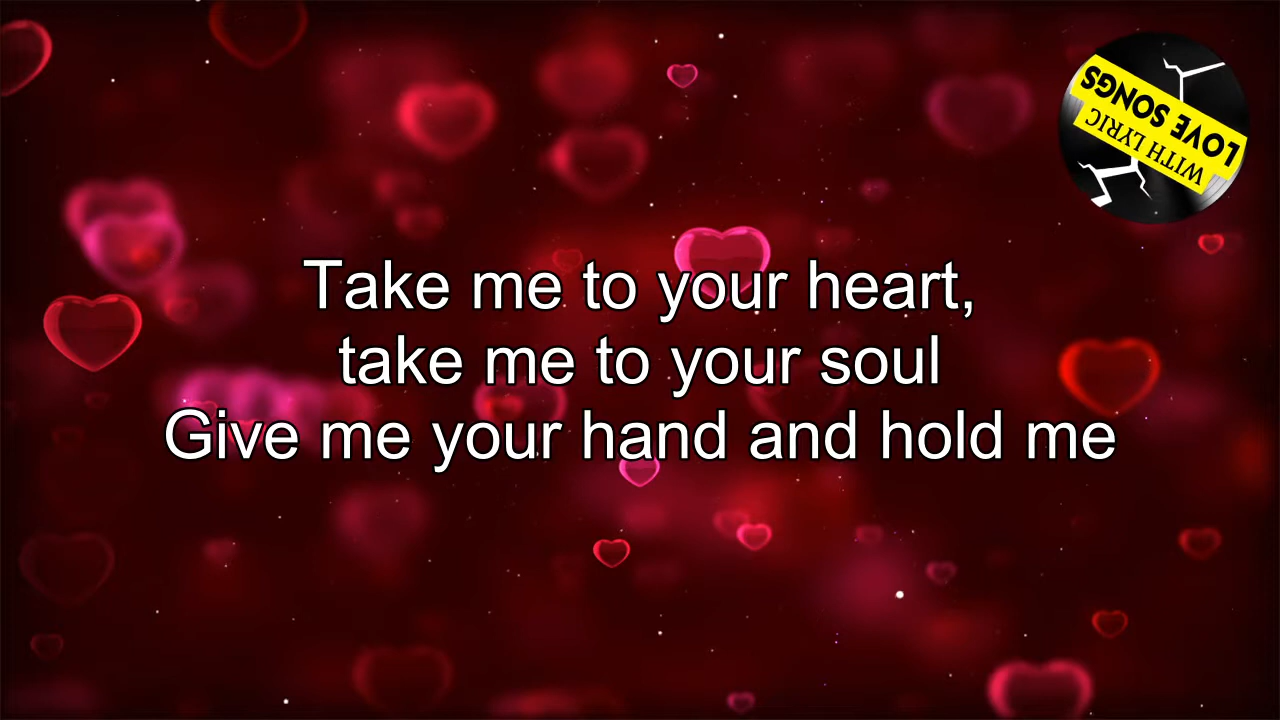 Take me to your heart,
take me to your soul
Give me your hand and hold me
LOVE SONGS
WITH LYRIC